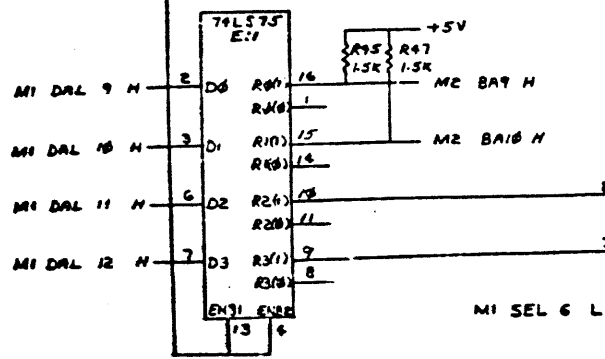 74LS75
E11
+5V
R45
1.5K
R47
1.5K
M1 DAL 9 H
2
D0
R0(1)
16
M2 BA9 H
R0(0)
1
M1 DAL 10 H
3
D1
R1(1)
15
M2 BA10 H
R1(0)
14
M1 DAL 11 H
6
D2
R2(1)
10
R2(0)
11
M1 DAL 12 H
7
D3
R3(1)
9
R3(0)
8
EN01
13
4
M1 SEL 6 L